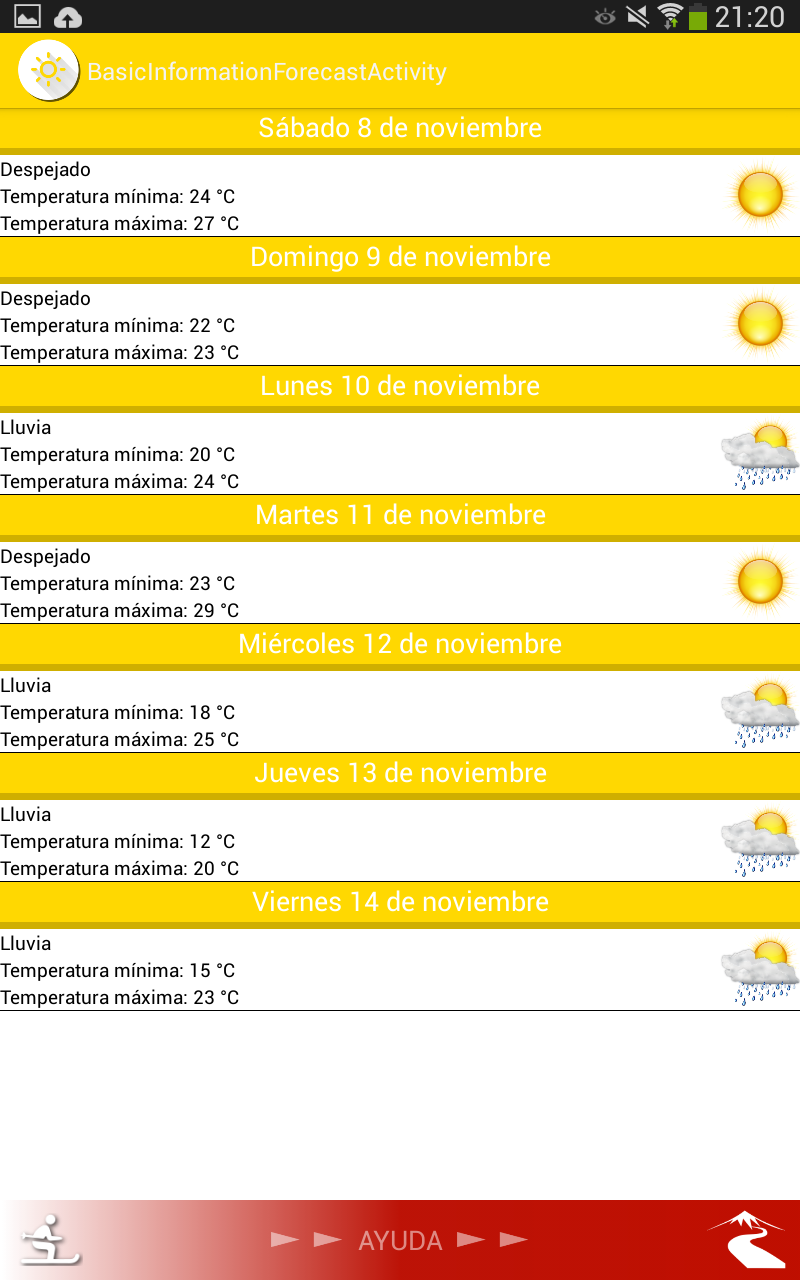 21:20
BasicInformationForecastActivity
Sábado 8 de noviembre
Despejado
Temperatura mínima: 24 °C
Temperatura máxima: 27 °C
Domingo 9 de noviembre
Despejado
Temperatura mínima: 22 °C
Temperatura máxima: 23 °C
Lunes 10 de noviembre
Lluvia
Temperatura mínima: 20 °C
Temperatura máxima: 24 °C
Martes 11 de noviembre
Despejado
Temperatura mínima: 23 °C
Temperatura máxima: 29 °C
Miércoles 12 de noviembre
Lluvia
Temperatura mínima: 18 °C
Temperatura máxima: 25 °C
Jueves 13 de noviembre
Lluvia
Temperatura mínima: 12 °C
Temperatura máxima: 20 °C
Viernes 14 de noviembre
Lluvia
Temperatura mínima: 15 °C
Temperatura máxima: 23 °C
AYUDA